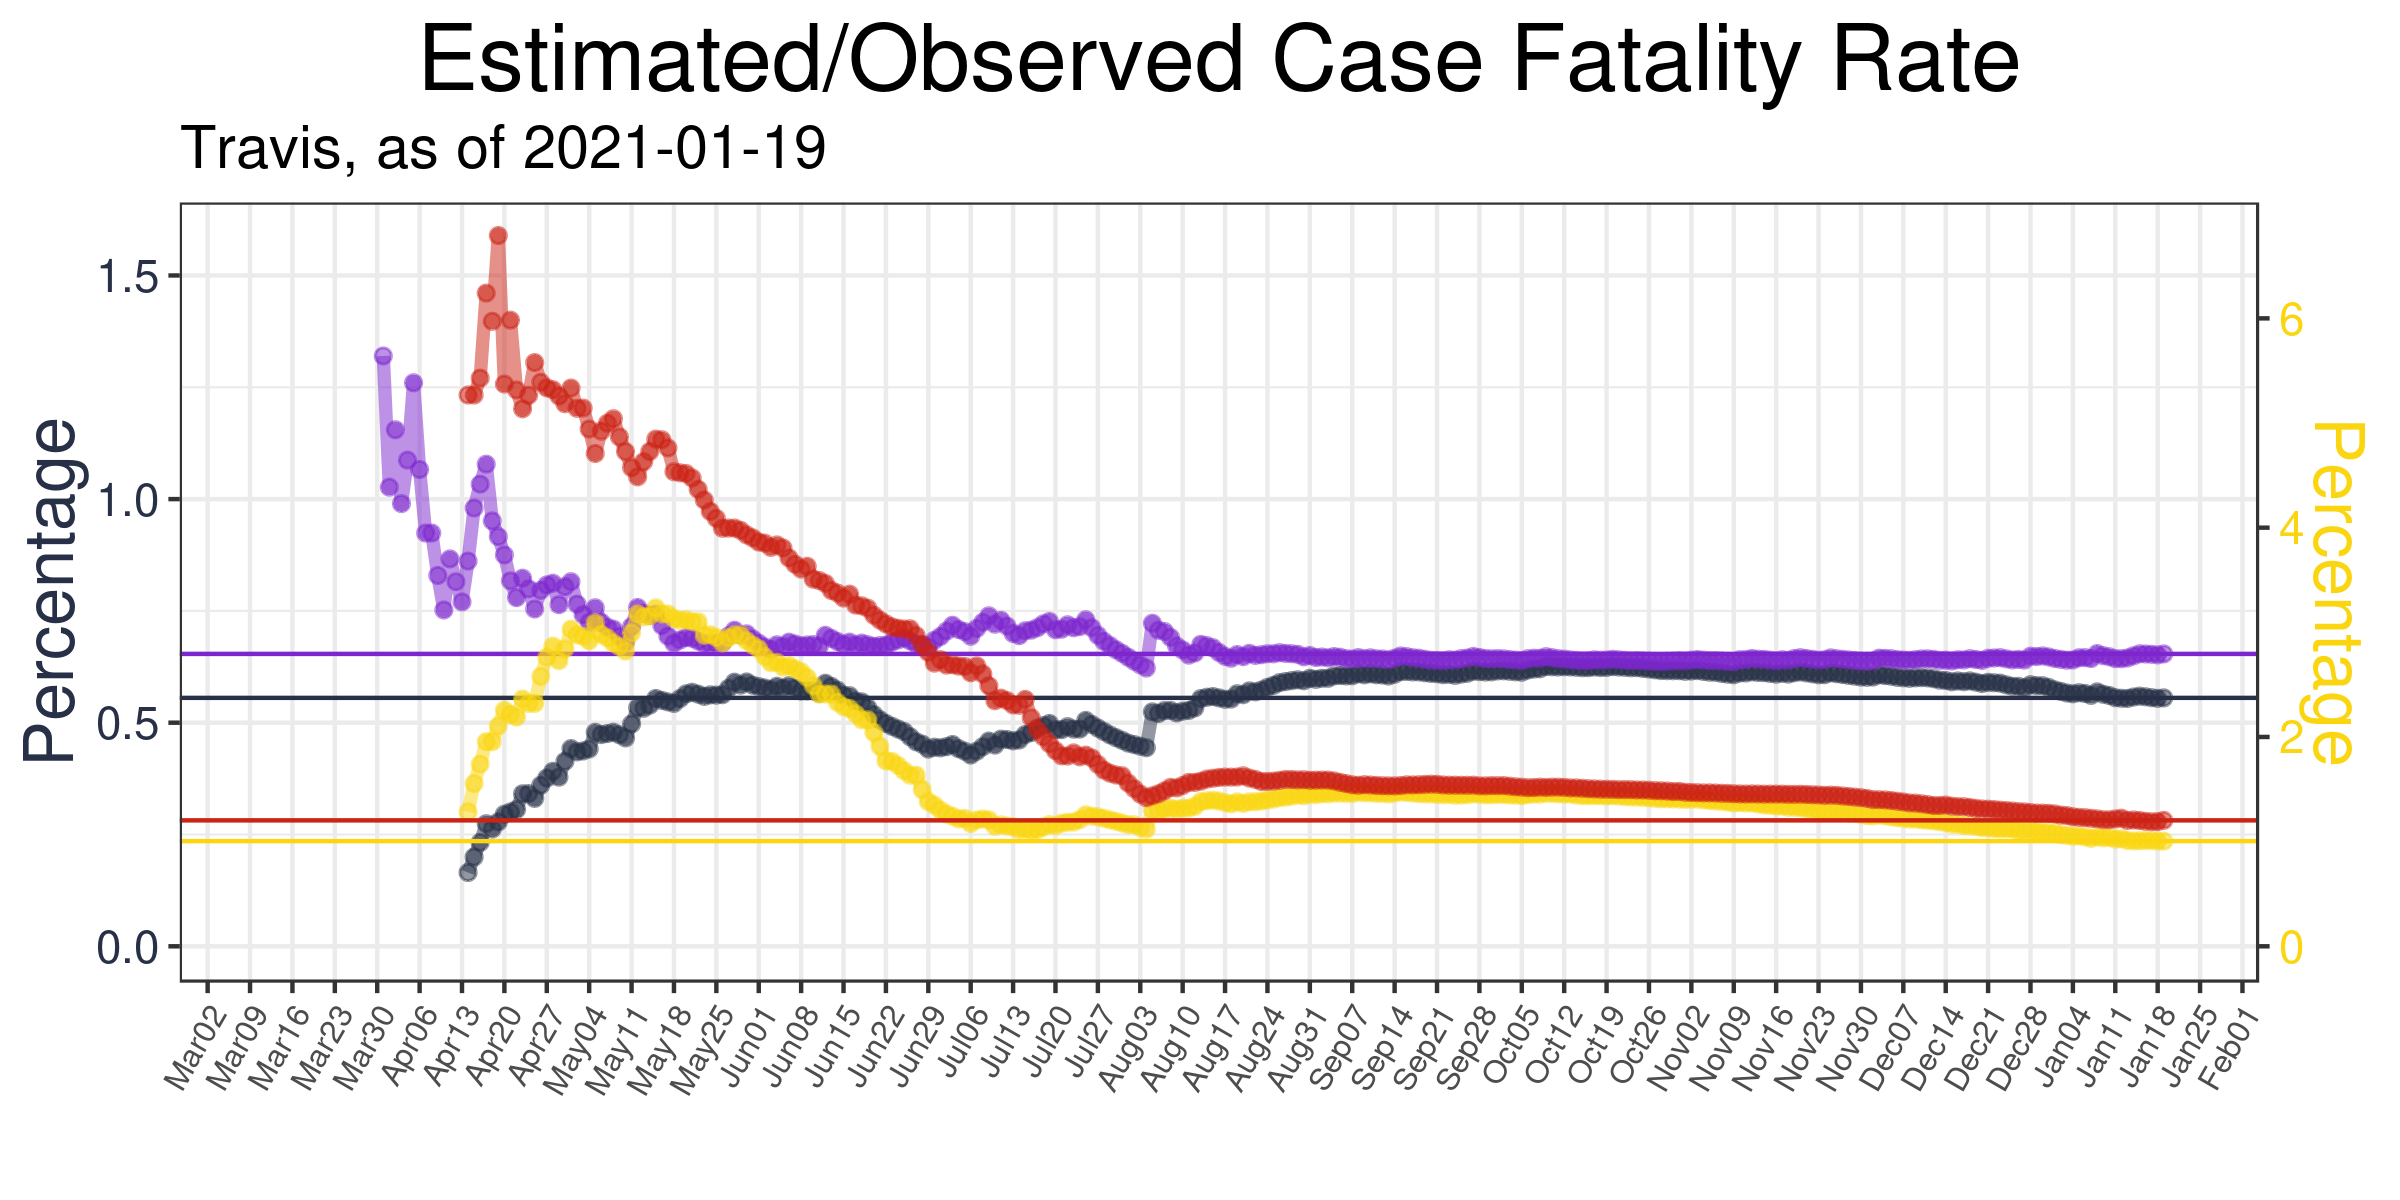 Estimated/Observed Case Fatality Rate
Travis, as of 2021-01-19
Percentage
1.5
1.0
0.5
0.0
6
4
2
0
Percentage
Mar02
Mar09
Mar16
Mar23
Mar30
Apr06
Apr13
Apr20
Apr27
May04
May11
May18
May25
Jun01
Jun08
Jun15
Jun22
Jun29
Jul06
Jul13
Jul20
Jul27
Aug03
Aug10
Aug17
Aug24
Aug31
Sep07
Sep14
Sep21
Sep28
Oct05
Oct12
Oct19
Oct26
Nov02
Nov09
Nov16
Nov23
Nov30
Dec07
Dec14
Dec21
Dec28
Jan04
Jan11
Jan18
Jan25
Feb01